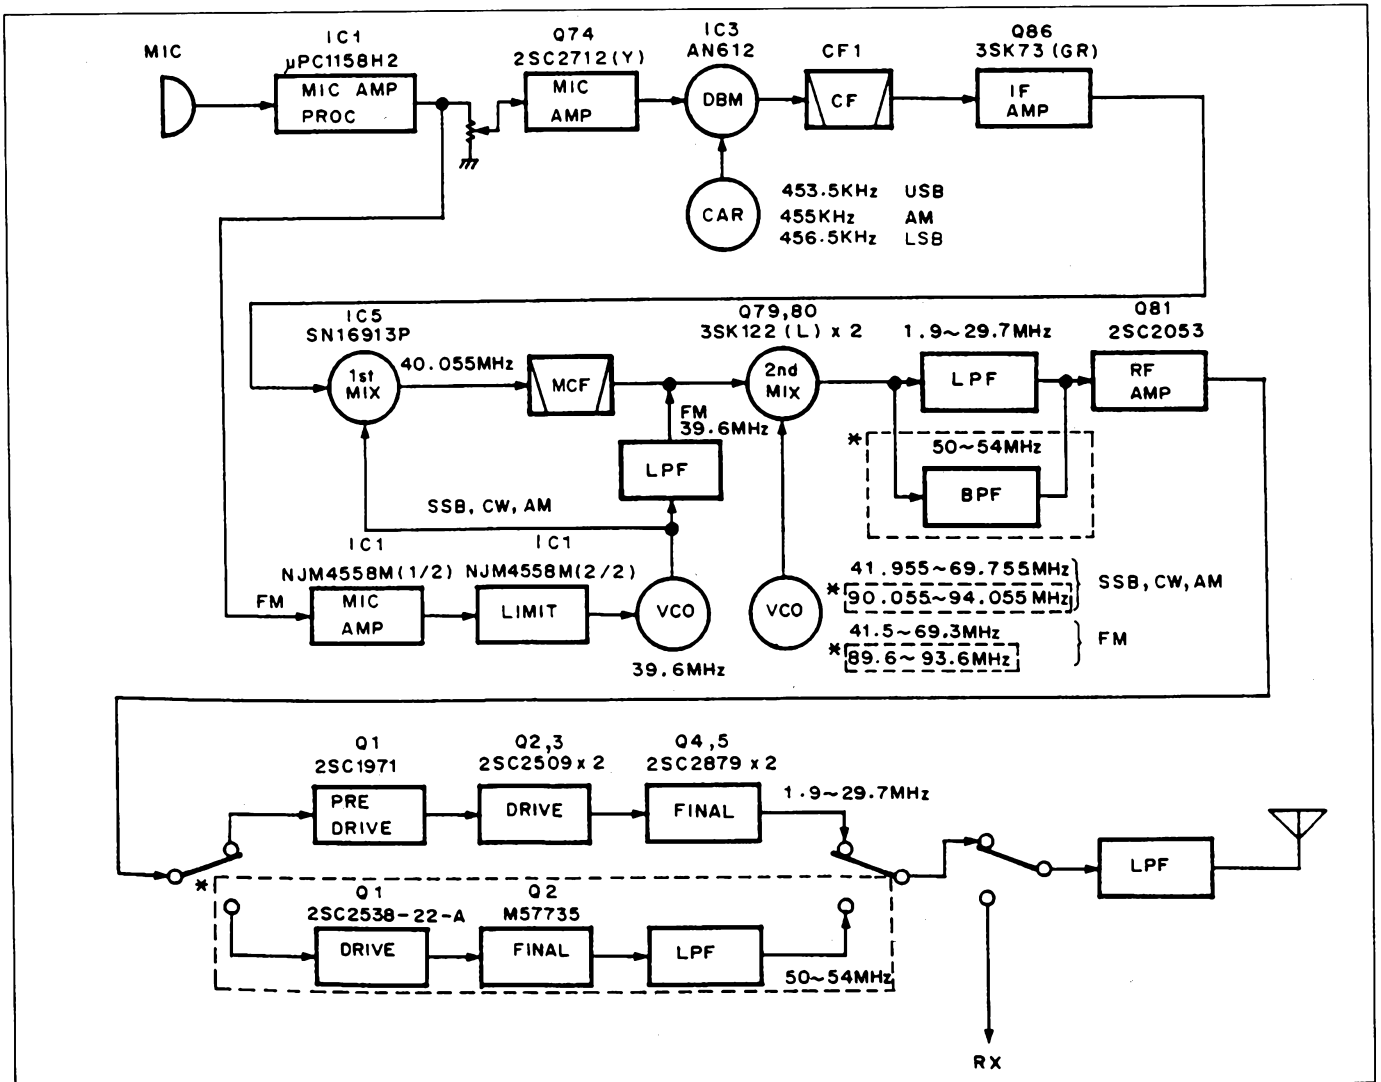 MIC
IC1
µPC1158H2
MIC AMP
PROC
Q74
2SC2712(Y)
MIC
AMP
IC3
AN612
DBM
CF1
CF
Q86
3SK73(GR)
IF
AMP
CAR
453.5KHz USB
455KHz AM
456.5KHz LSB
IC5
SN16913P
1st
MIX
40.055MHz
MCF
Q79,80
3SK122(L)x2
2nd
MIX
1.9~29.7MHz
LPF
Q81
2SC2053
RF
AMP
FM
39.6MHz
LPF
* 50~54MHz
BPF
SSB, CW, AM
IC1
NJM4558M(1/2)
FM
MIC
AMP
IC1
NJM4558M(2/2)
LIMIT
VCO
39.6MHz
VCO
41.955~69.755MHz
* 90.055~94.055MHz
SSB, CW, AM
41.5~69.3MHz
* 89.6~93.6MHz
FM
Q1
2SC1971
PRE
DRIVE
Q2,3
2SC2509x2
DRIVE
Q4,5
2SC2879x2
FINAL
1.9~29.7MHz
LPF
*
Q1
2SC2538-22-A
DRIVE
Q2
M57735
FINAL
LPF
50~54MHz
RX